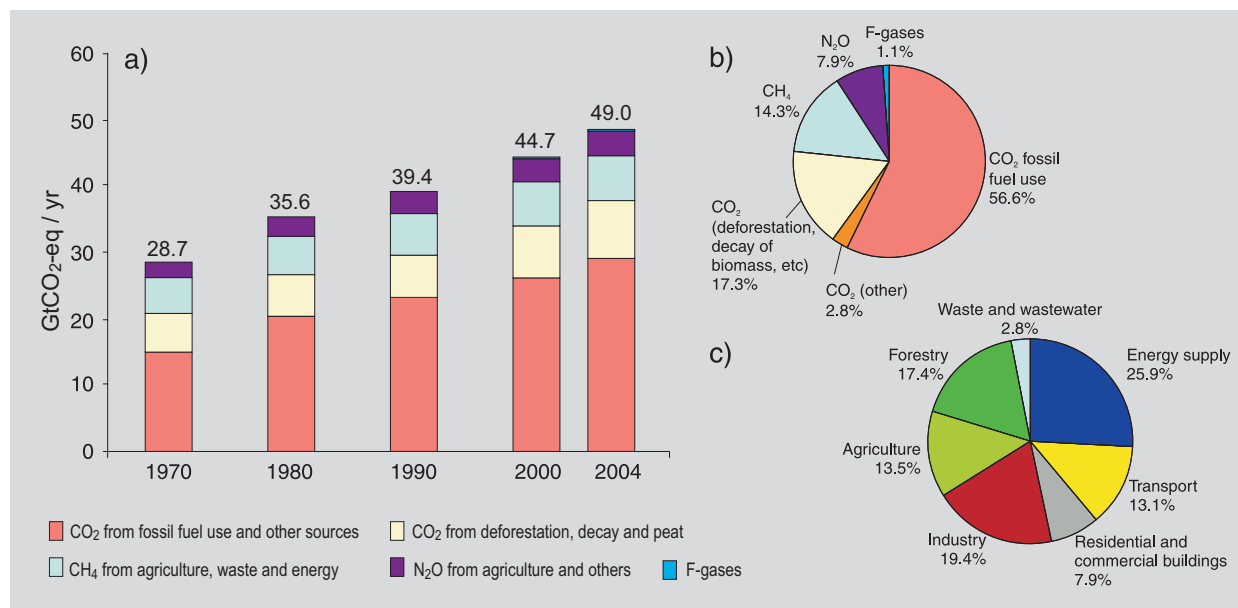 a)
GtCO₂-eq / yr
60
50
40
30
20
10
0
28.7
35.6
39.4
44.7
49.0
1970
1980
1990
2000
2004
CO₂ from fossil fuel use and other sources
CO₂ from deforestation, decay and peat
CH₄ from agriculture, waste and energy
N₂O from agriculture and others
F-gases
b)
F-gases
1.1%
N₂O
7.9%
CH₄
14.3%
CO₂
(deforestation,
decay of
biomass, etc)
17.3%
CO₂ (other)
2.8%
CO₂ fossil
fuel use
56.6%
c)
Waste and wastewater
2.8%
Forestry
17.4%
Agriculture
13.5%
Industry
19.4%
Residential and
commercial buildings
7.9%
Transport
13.1%
Energy supply
25.9%